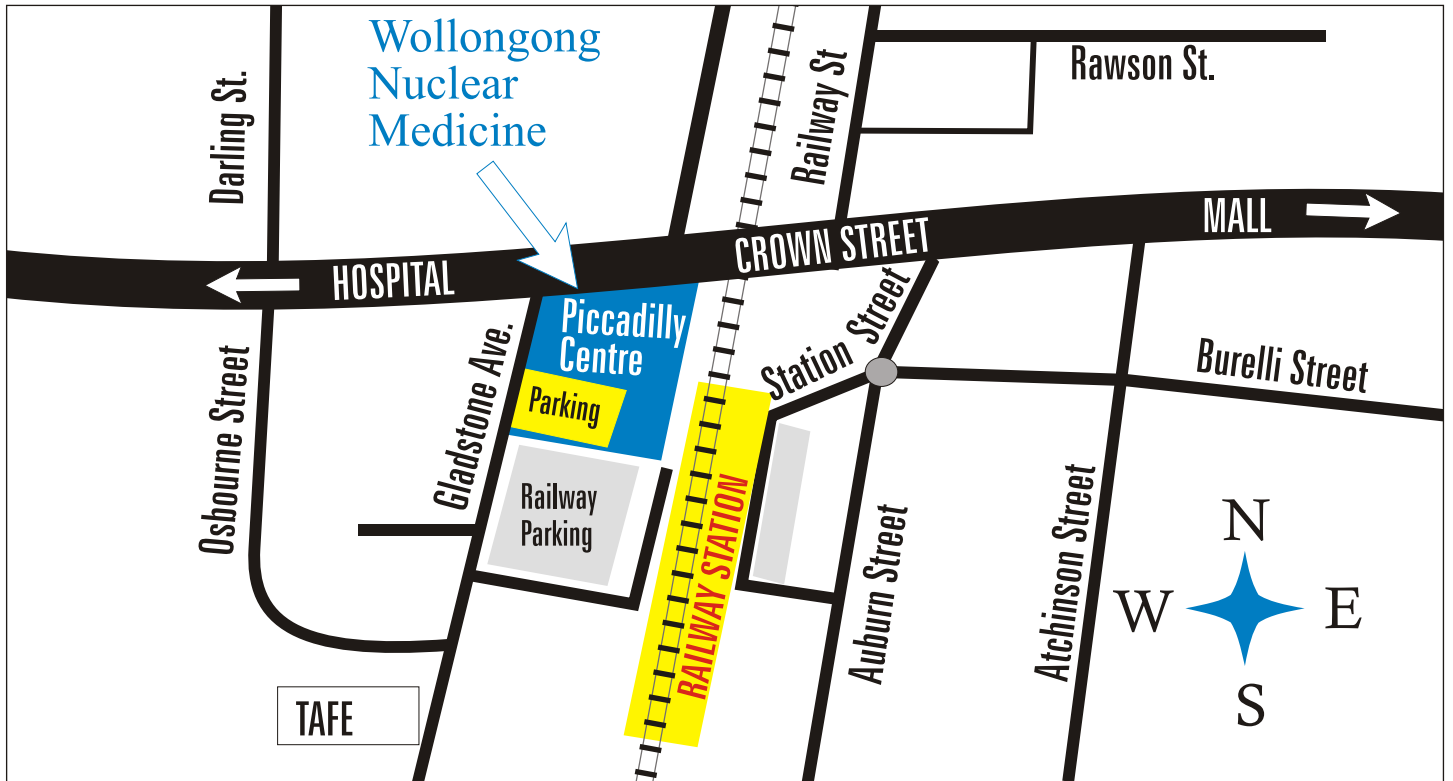 Wollongong
Nuclear
Medicine
Darling St.
Railway St
Rawson St.
MALL
CROWN STREET
HOSPITAL
Piccadilly
Centre
Parking
Station Street
Burelli Street
Osbourne Street
Gladstone Ave.
Railway
Parking
RAILWAY STATION
Auburn Street
Atchinson Street
N
W
E
S
TAFE